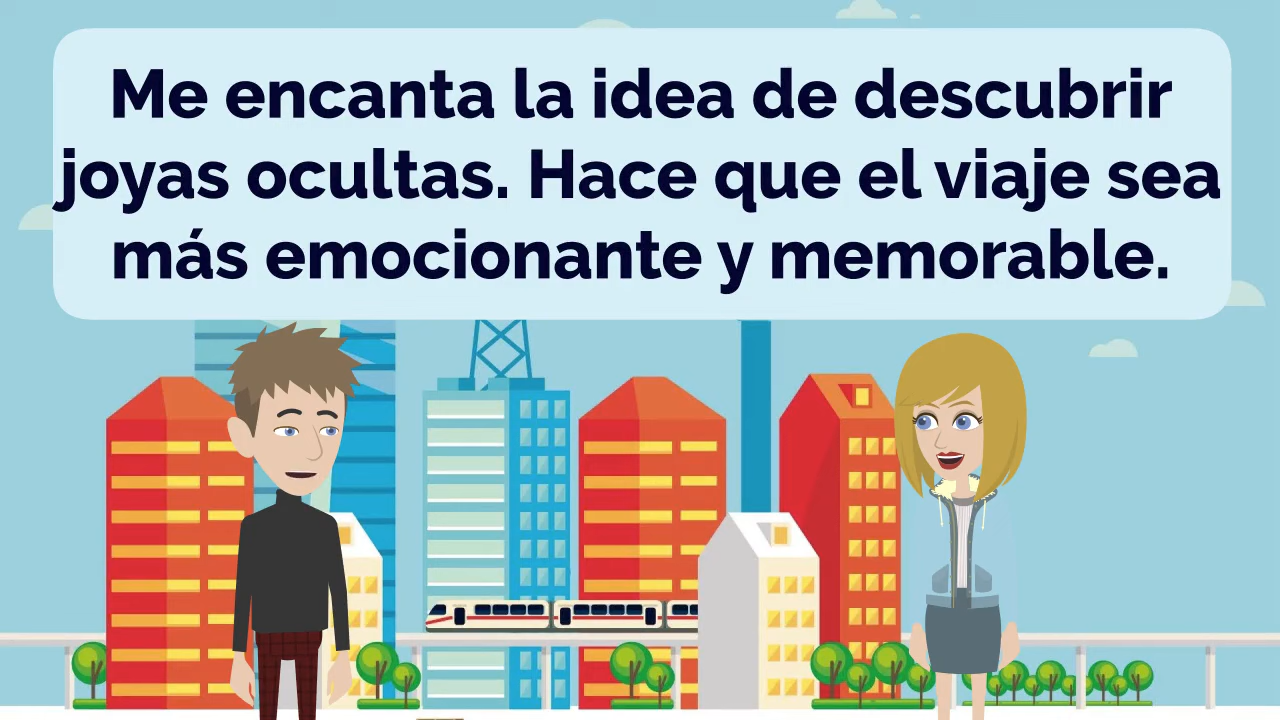 Me encanta la idea de descubrir
joyas ocultas. Hace que el viaje sea
más emocionante y memorable.